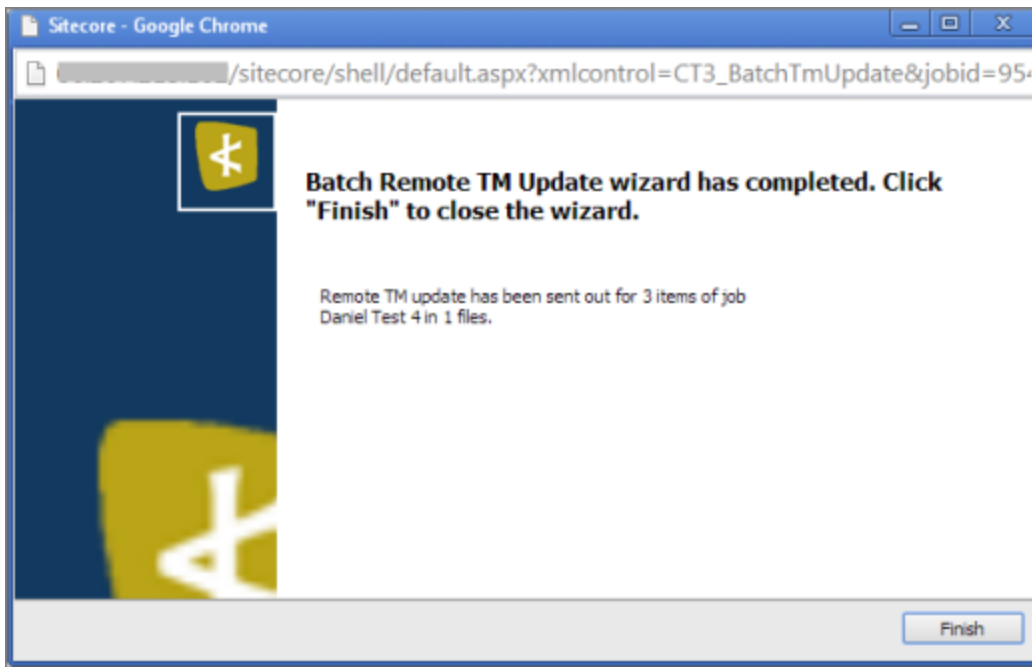 Sitecore - Google Chrome
/sitecore/shell/default.aspx?xmlcontrol=CT3_BatchTmUpdate&jobid=954
Batch Remote TM Update wizard has completed. Click
"Finish" to close the wizard.
Remote TM update has been sent out for 3 items of job
Daniel Test 4 in 1 files.
Finish